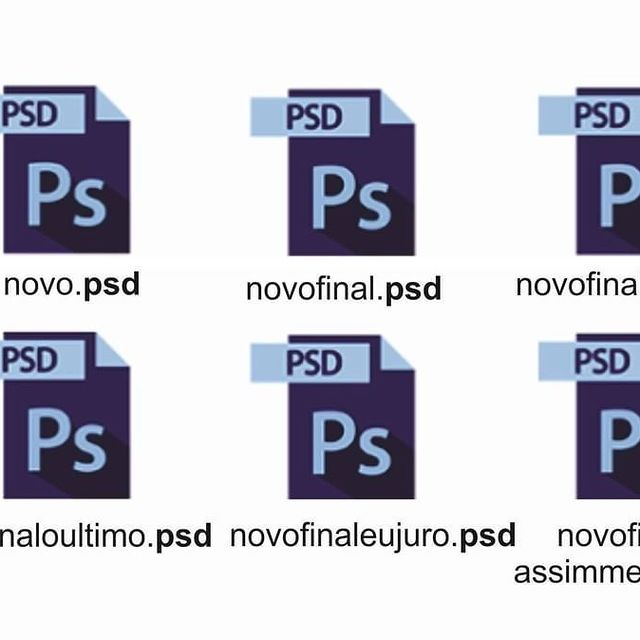 PSD PSD PSD
Ps Ps P
novo.psd novofinal.psd novofina
PSD PSD PSD
Ps Ps P
naloultimo.psd novofinaleujuro.psd novofi
assimme